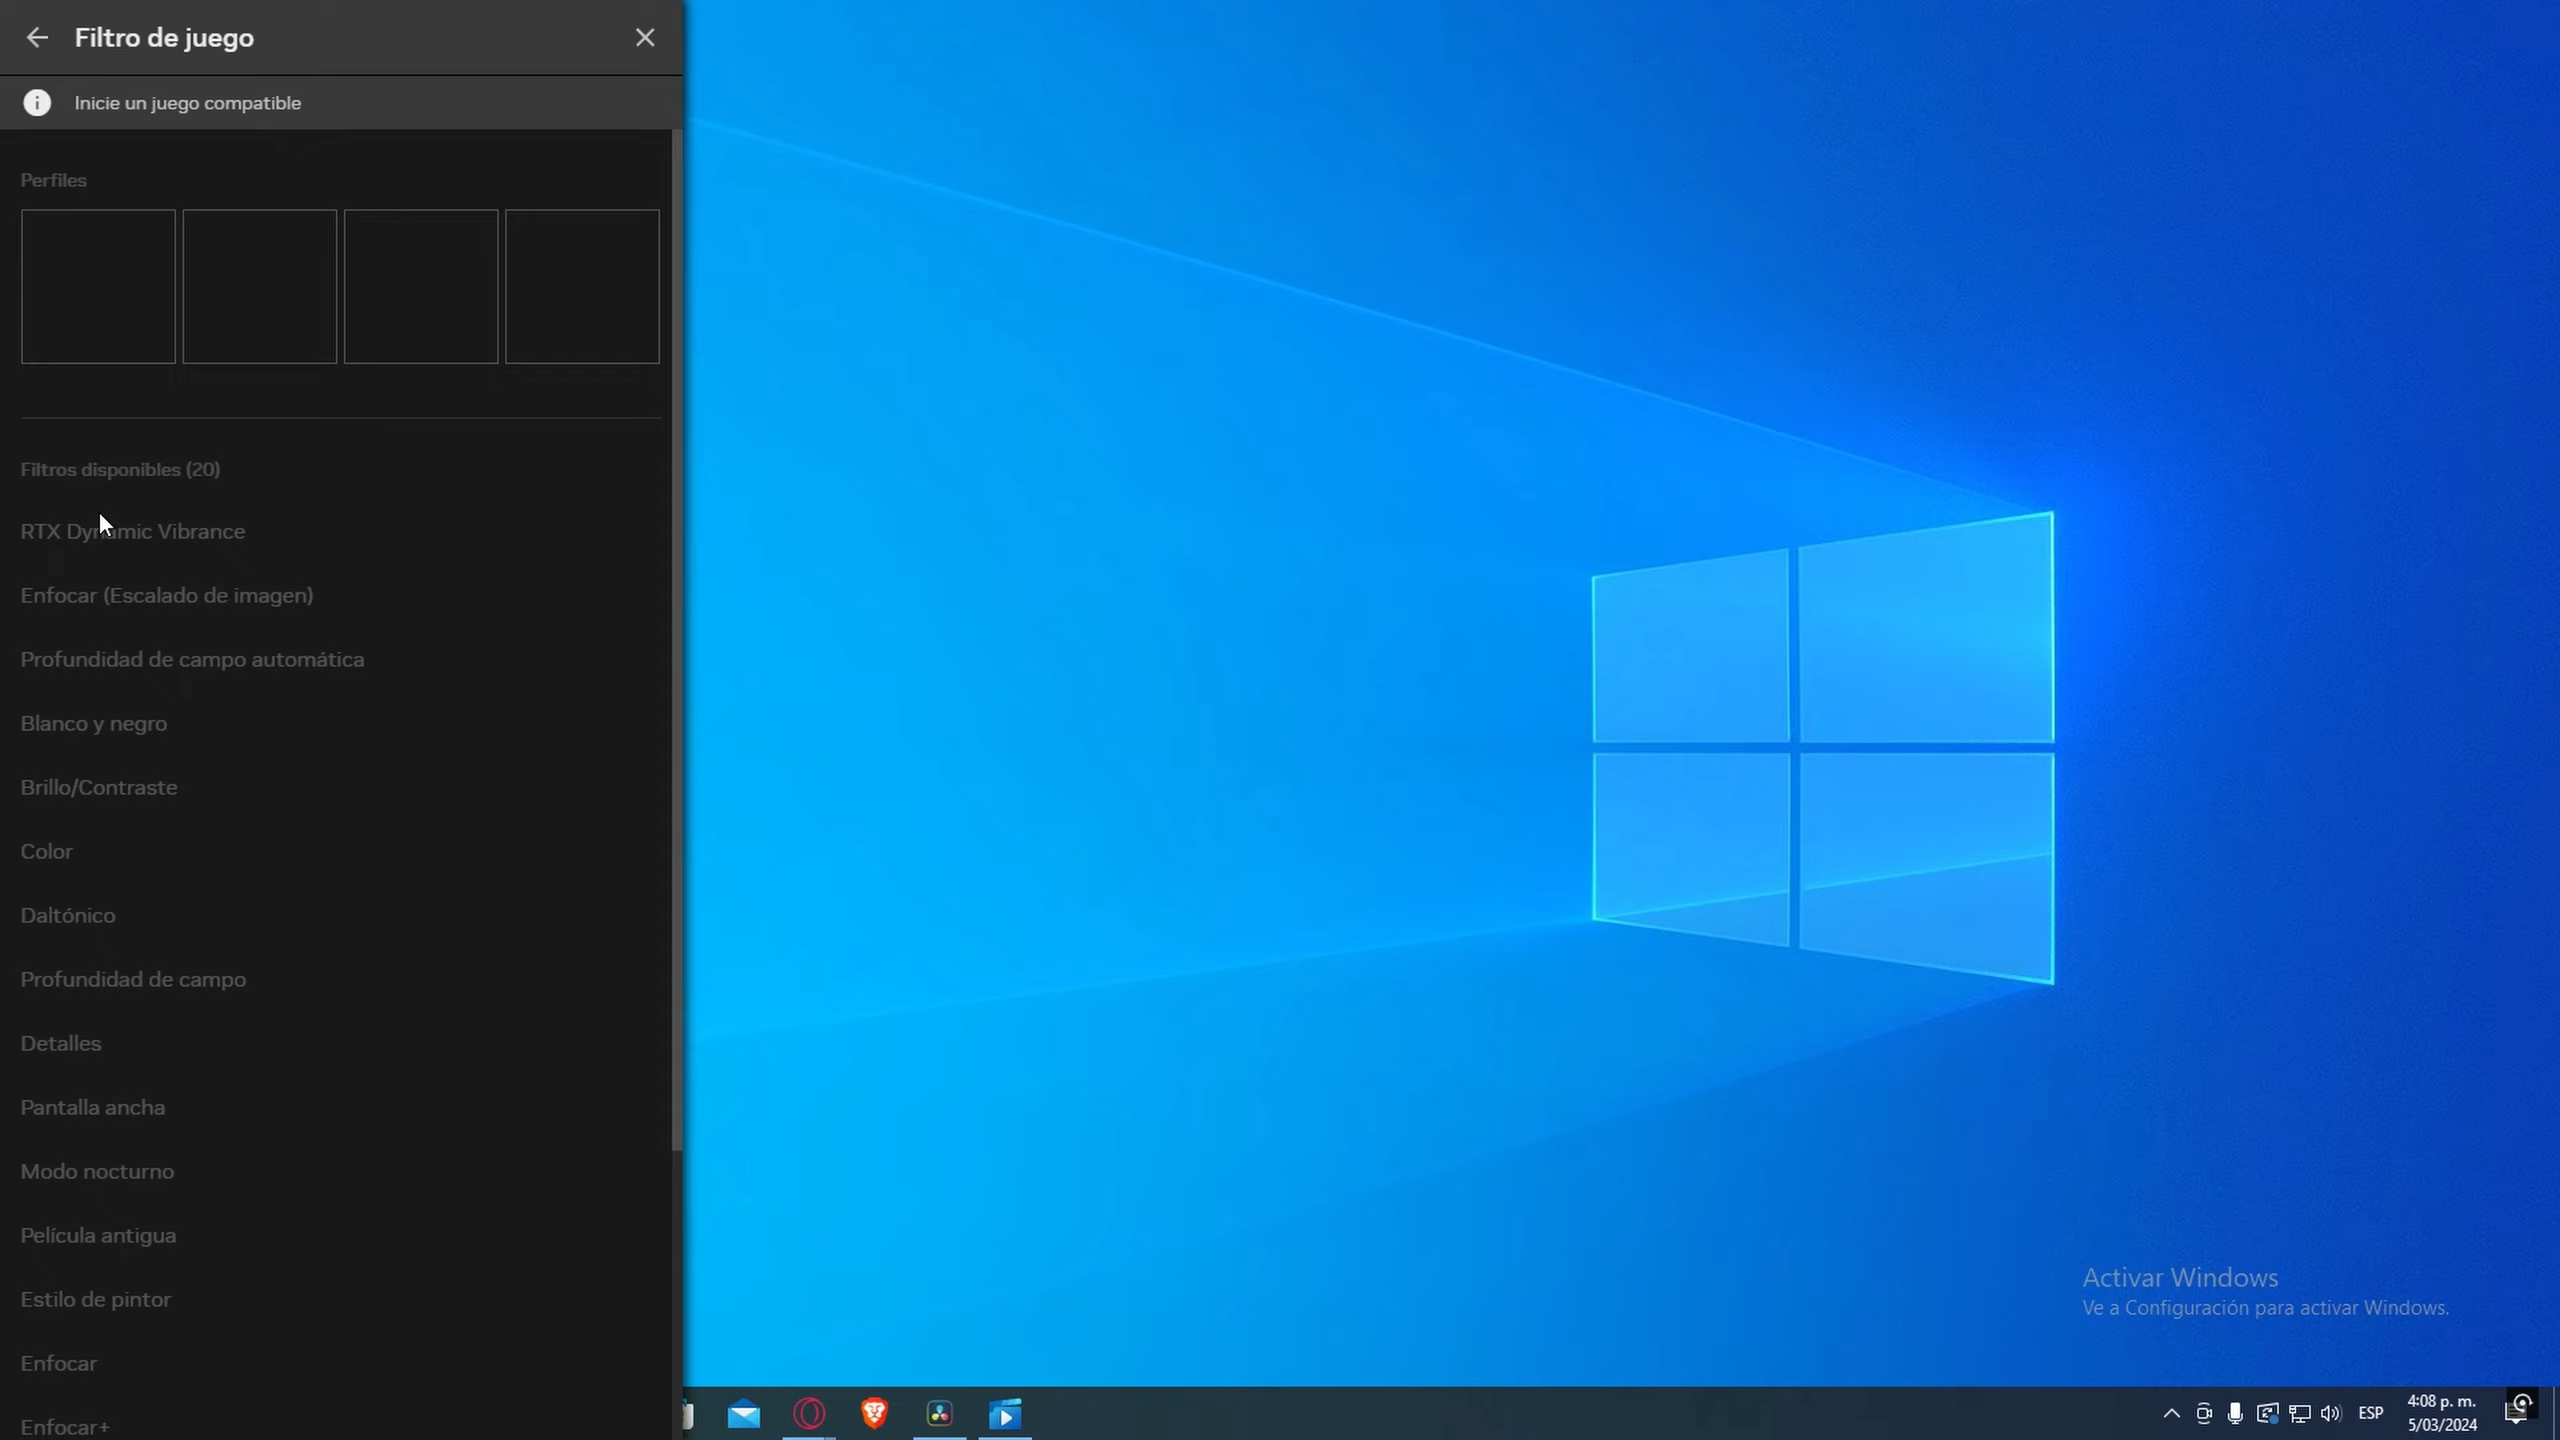 Filtro de juego
Inicie un juego compatible
Perfiles
Filtros disponibles (20)
RTX Dynamic Vibrance
Enfocar (Escalado de imagen)
Profundidad de campo automática
Blanco y negro
Brillo/Contraste
Color
Daltónico
Profundidad de campo
Detalles
Pantalla ancha
Modo nocturno
Película antigua
Estilo de pintor
Enfocar
Enfocar+
Activar Windows
Ve a Configuración para activar Windows.
ESP
4:08 p. m.
5/03/2024